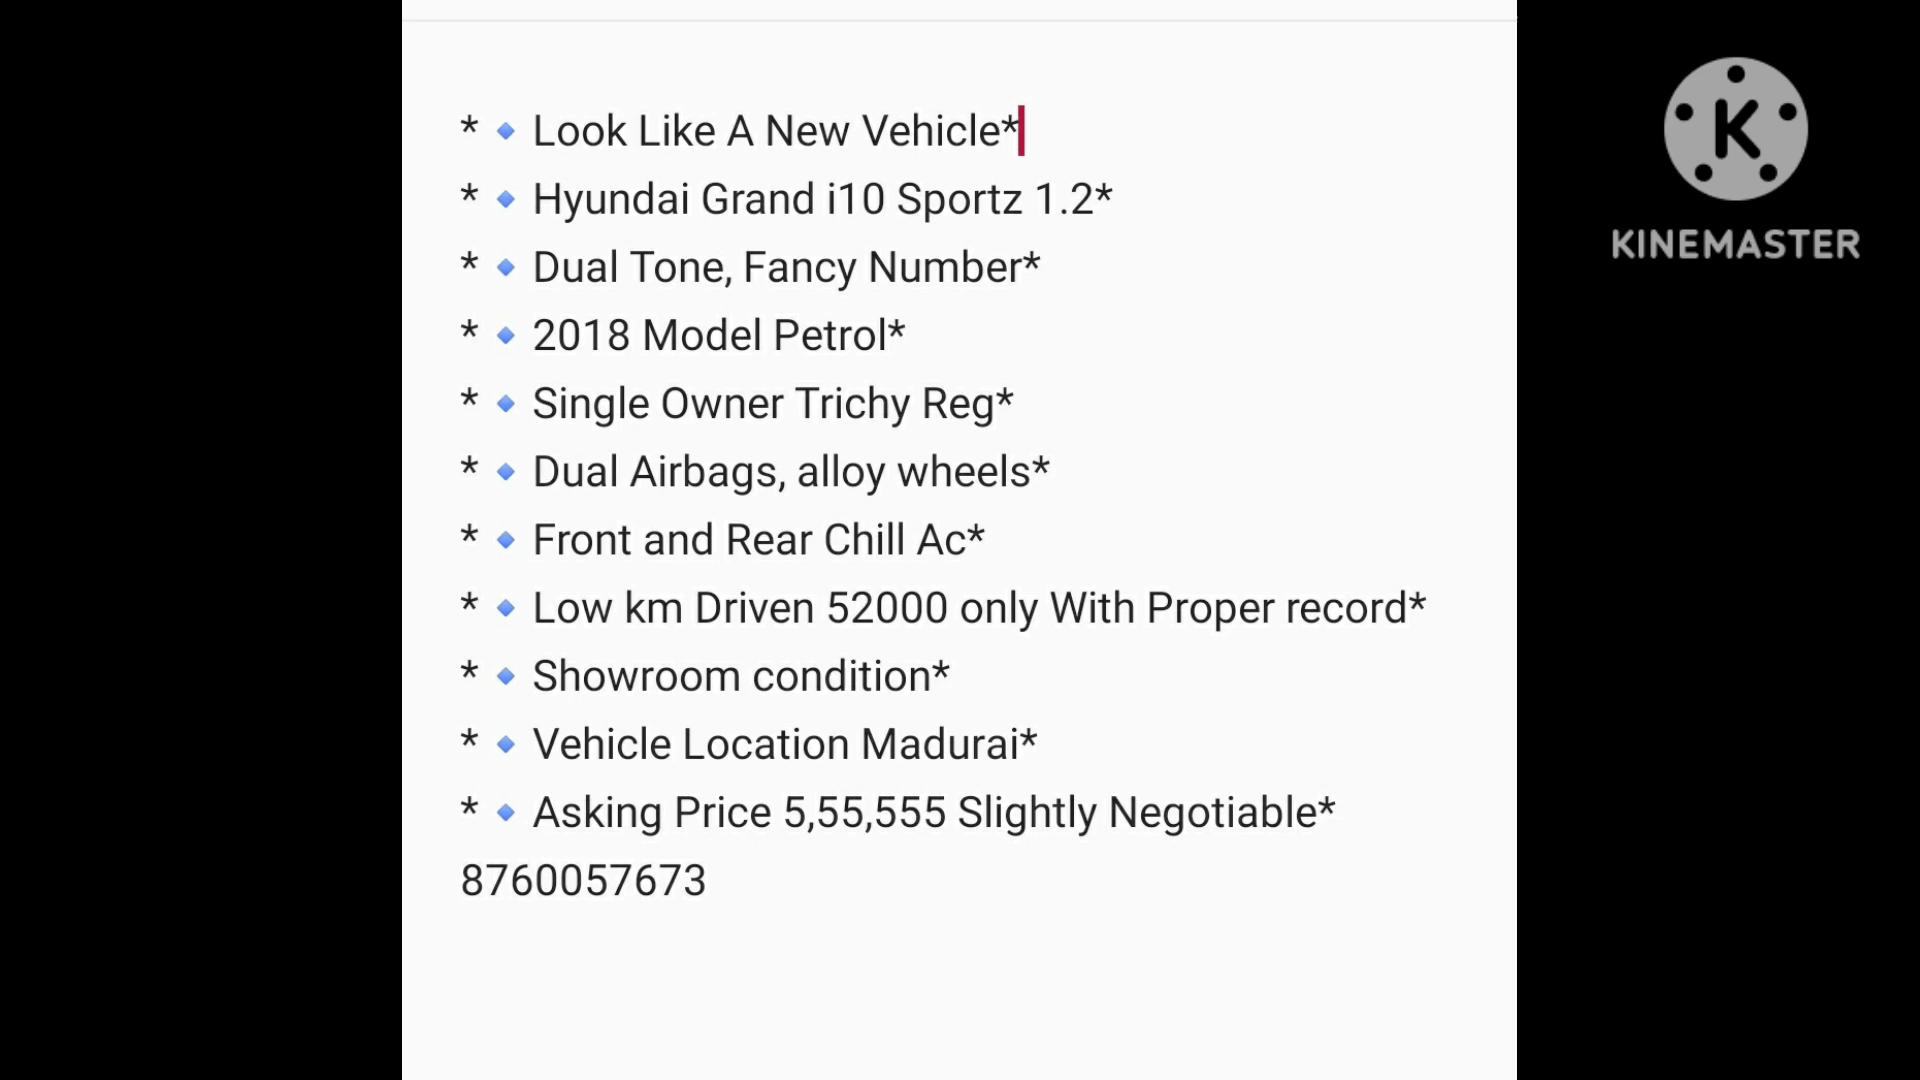 *🔹Look Like A New Vehicle*
*🔹Hyundai Grand i10 Sportz 1.2*
*🔹Dual Tone, Fancy Number*
*🔹2018 Model Petrol*
*🔹Single Owner Trichy Reg*
*🔹Dual Airbags, alloy wheels*
*🔹Front and Rear Chill Ac*
*🔹Low km Driven 52000 only With Proper record*
*🔹Showroom condition*
*🔹Vehicle Location Madurai*
*🔹Asking Price 5,55,555 Slightly Negotiable*
8760057673
K
KINEMASTER